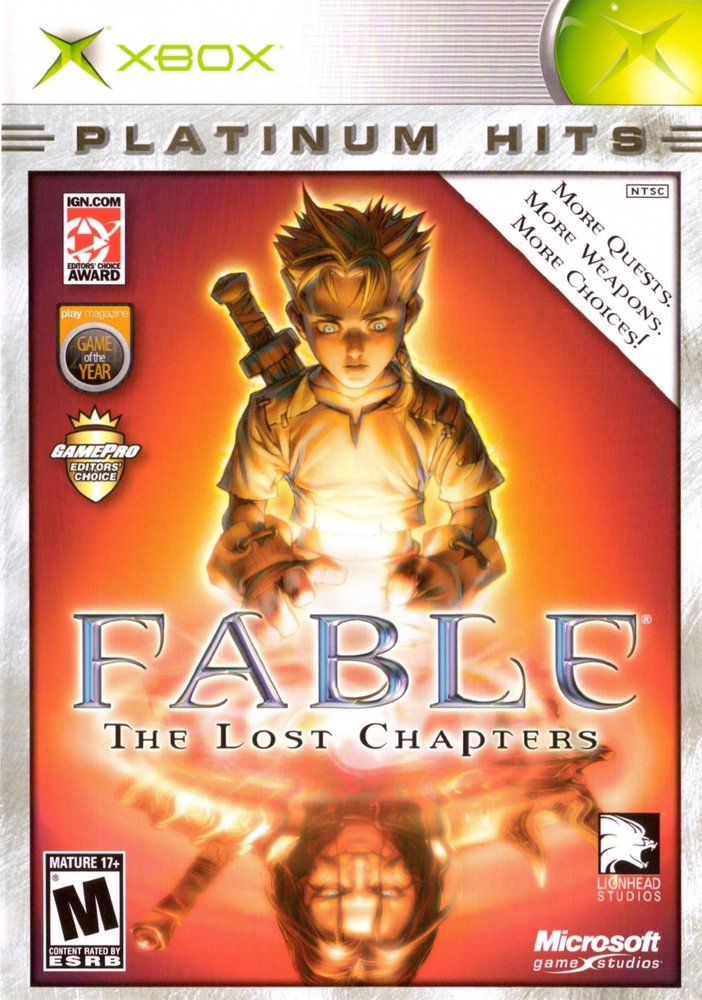 XBOX
PLATINUM HITS
NTSC
IGN.COM
EDITORS' CHOICE
AWARD
More Quests.
More Weapons.
More Choices!
play magazine
GAME
of the
YEAR
GAMEPRO
EDITORS'
CHOICE
FABLE®
The Lost Chapters
MATURE 17+
M
CONTENT RATED BY
ESRB
LIONHEAD
STUDIOS
Microsoft
game studios